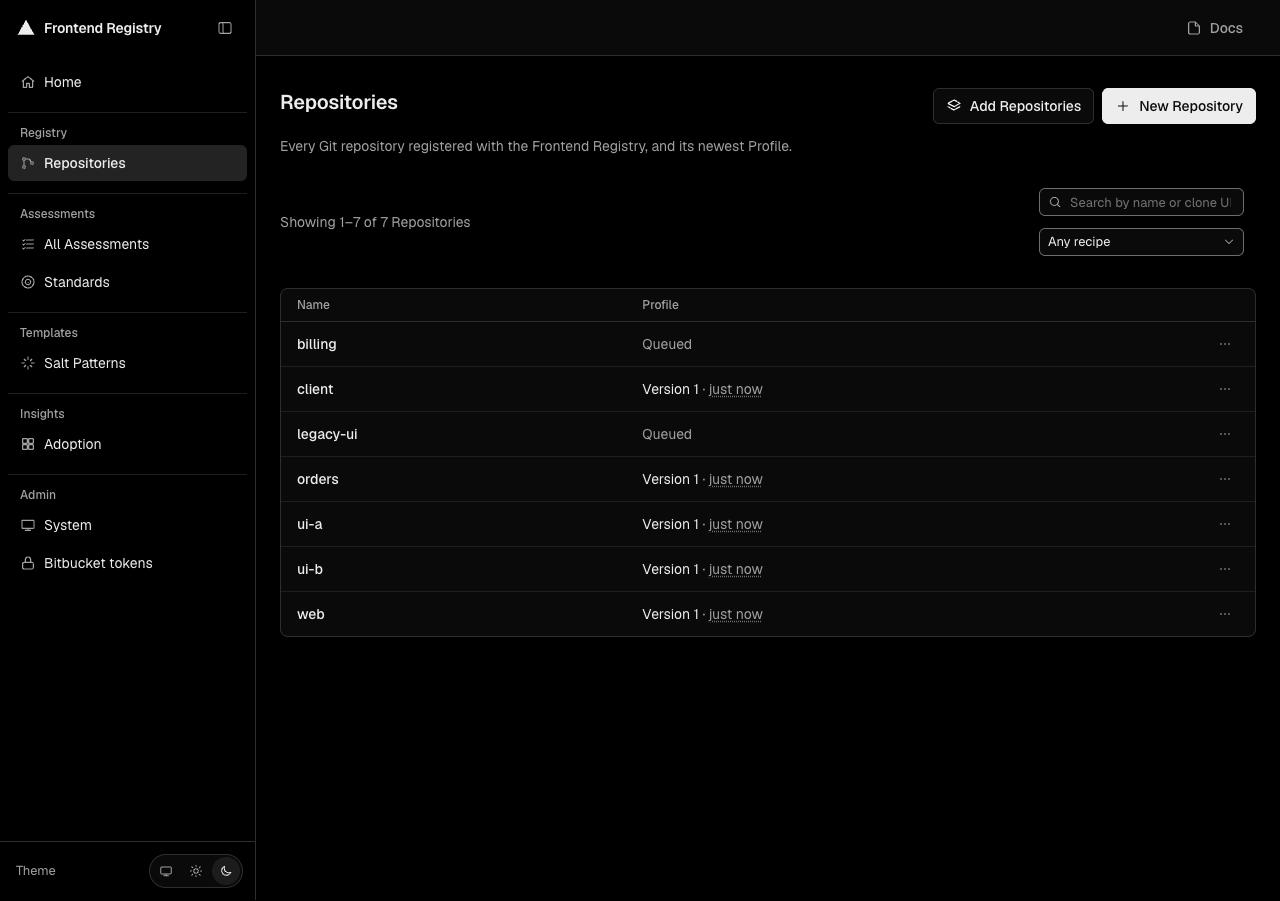 Frontend Registry
Docs
Home
Registry
Repositories
Assessments
All Assessments
Standards
Templates
Salt Patterns
Insights
Adoption
Admin
System
Bitbucket tokens
Theme
Repositories
Add Repositories
New Repository
Every Git repository registered with the Frontend Registry, and its newest Profile.
Showing 1–7 of 7 Repositories
Search by name or clone
Any recipe
Name Profile
billing Queued
client Version 1 · just now
legacy-ui Queued
orders Version 1 · just now
ui-a Version 1 · just now
ui-b Version 1 · just now
web Version 1 · just now